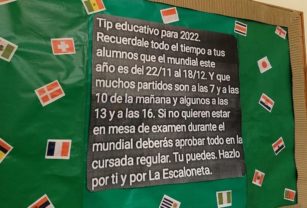 Tip educativo para 2022.
Recuerdale todo el tiempo a tus
alumnos que el mundial este
año es del 22/11 al 18/12. Y que
muchos partidos son a las 7 y a las
10 de la mañana y algunos a las
13 y a las 16. Si no quieren estar
en mesa de examen durante el
mundial deberás aprobar todo en la
cursada regular. Tu puedes. Hazlo
por ti y por La Escaloneta.